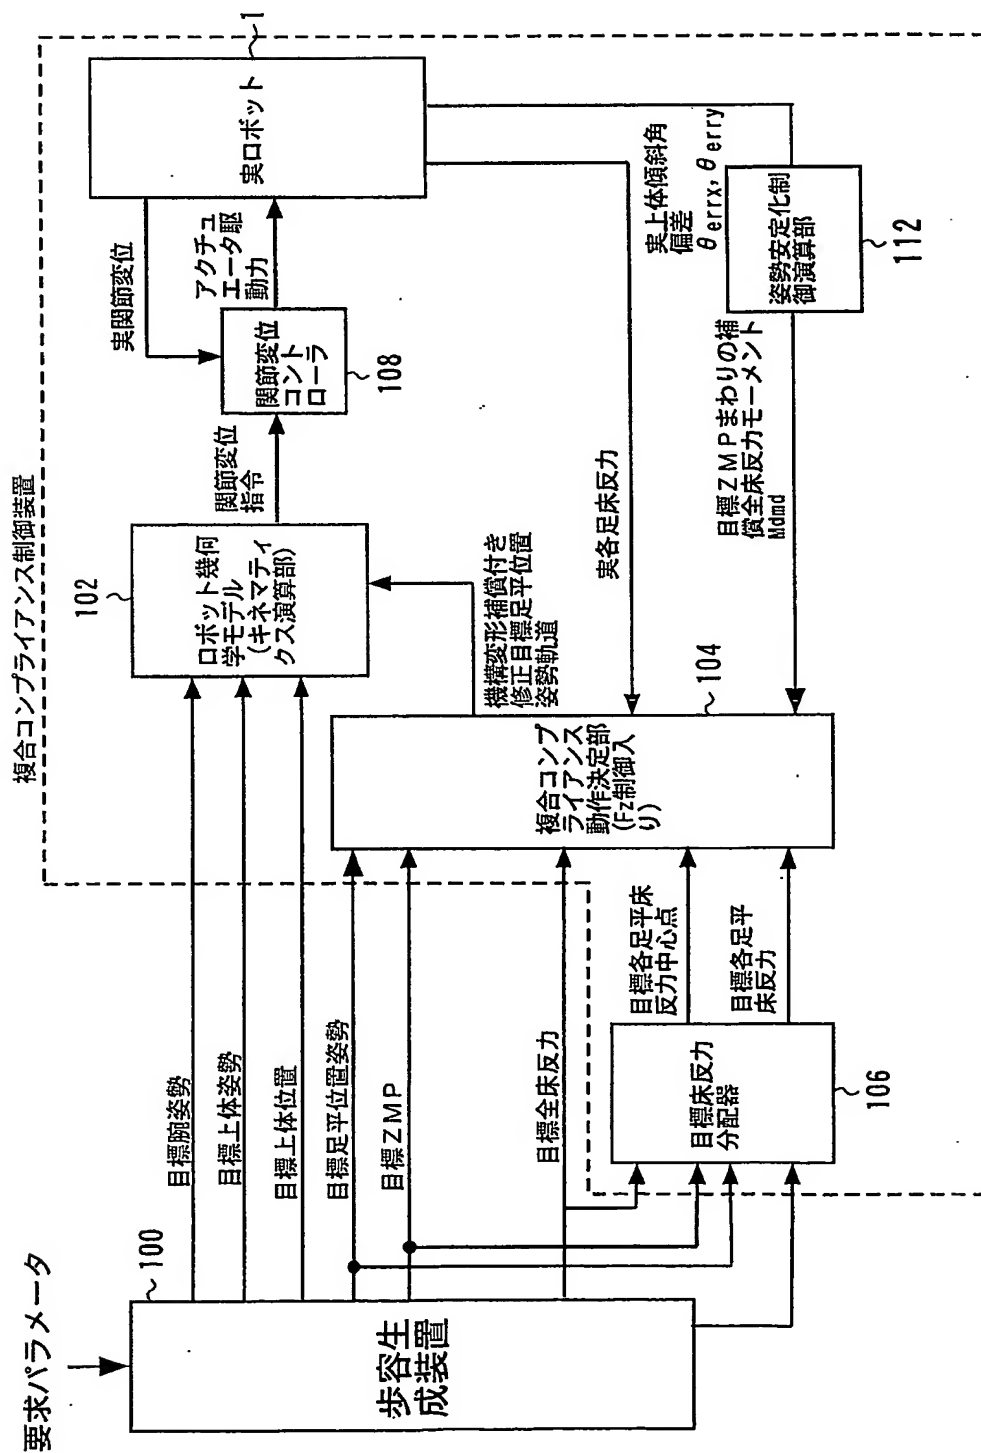 複合コンプライアンス制御装置
要求パラメータ
100
歩容生
成装置
目標腕姿勢
目標上体姿勢
目標上体位置
目標足平位置姿勢
目標ZMP
目標全床反力
102
ロボット幾何
学モデル
(キネマティ
クス演算部)
関節変位
指令
関節変位
コント
ローラ
108
実関節変位
アクチュ
エータ駆
動力
実ロボット
1
機構変形補償付き
修正目標足平位置
姿勢軌道
104
複合コンプ
ライアンス
動作決定部
(Fz制御入
り)
実各足床反力
実上体傾斜角
偏差
θerrx, θerry
姿勢安定化制
御演算部
112
目標ZMPまわりの補
償全床反力モーメント
Mdmd
目標床反力
分配器
106
目標各足平床
反力中心点
目標各足平
床反力